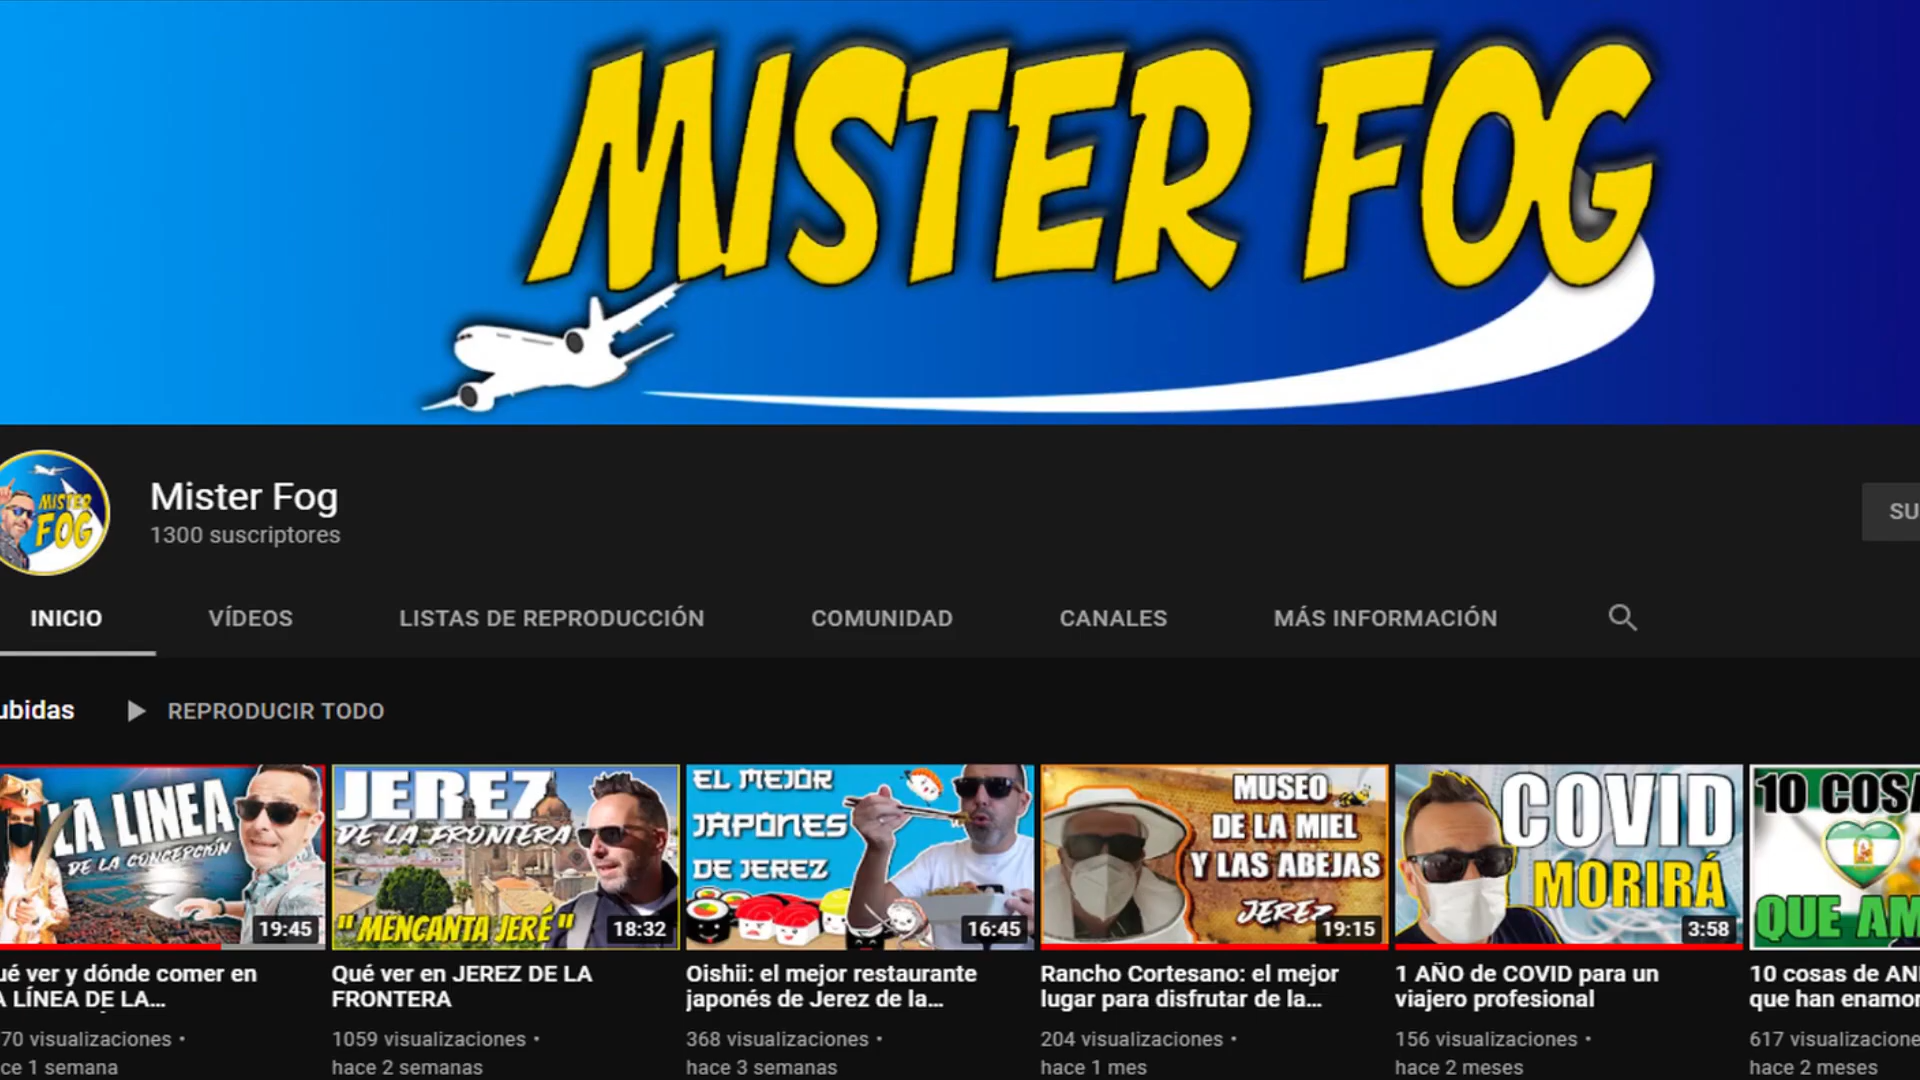 MISTER FOG
MISTER
FOG
Mister Fog
1300 suscriptores
SU
INICIO
VÍDEOS
LISTAS DE REPRODUCCIÓN
COMUNIDAD
CANALES
MÁS INFORMACIÓN
ubidas
REPRODUCIR TODO
LA LINEA
DE LA CONCEPCIÓN
19:45
JEREZ
DE LA FRONTERA
" MENCANTA JERÉ "
18:32
EL MEJOR
JAPONES
DE JEREZ
16:45
MUSEO
DE LA MIEL
Y LAS ABEJAS
JEREZ
19:15
COVID
MORIRÁ
3:58
10 COSA
QUE AM
ué ver y dónde comer en
A LÍNEA DE LA...
70 visualizaciones •
ce 1 semana
Qué ver en JEREZ DE LA
FRONTERA
1059 visualizaciones •
hace 2 semanas
Oishii: el mejor restaurante
japonés de Jerez de la...
368 visualizaciones •
hace 3 semanas
Rancho Cortesano: el mejor
lugar para disfrutar de la...
204 visualizaciones •
hace 1 mes
1 AÑO de COVID para un
viajero profesional
156 visualizaciones •
hace 2 meses
10 cosas de AN
que han enamor
617 visualizacione
hace 2 meses